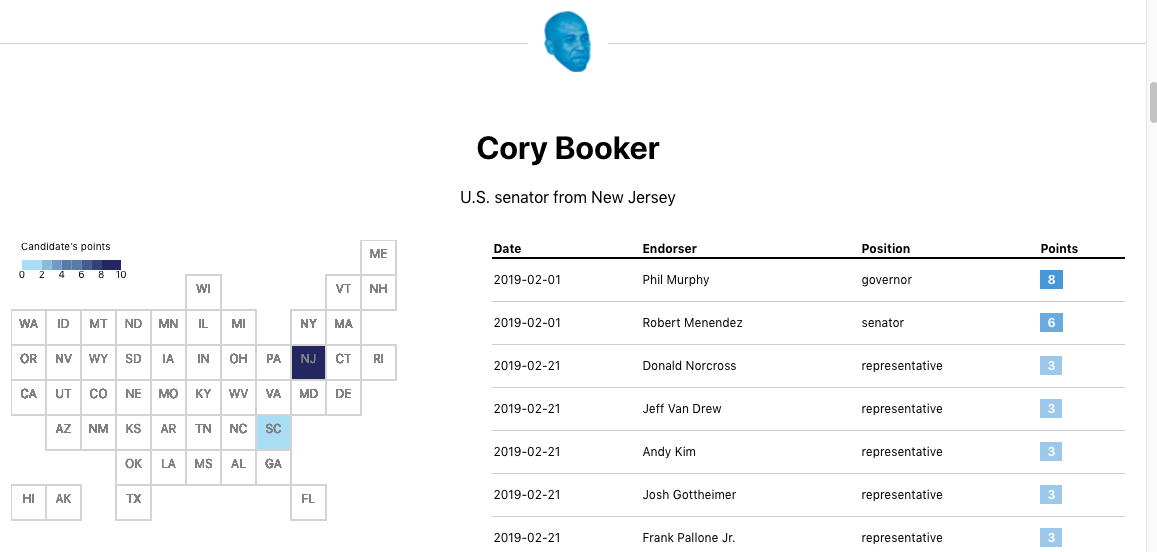 Cory Booker
U.S. senator from New Jersey
Candidate's points
0 2 4 6 8 10
ME
WI VT NH
WA ID MT ND MN IL MI NY MA
OR NV WY SD IA IN OH PA NJ CT RI
CA UT CO NE MO KY WV VA MD DE
AZ NM KS AR TN NC SC
OK LA MS AL GA
HI AK TX FL
Date Endorser Position Points
2019-02-01 Phil Murphy governor 8
2019-02-01 Robert Menendez senator 6
2019-02-21 Donald Norcross representative 3
2019-02-21 Jeff Van Drew representative 3
2019-02-21 Andy Kim representative 3
2019-02-21 Josh Gottheimer representative 3
2019-02-21 Frank Pallone Jr. representative 3